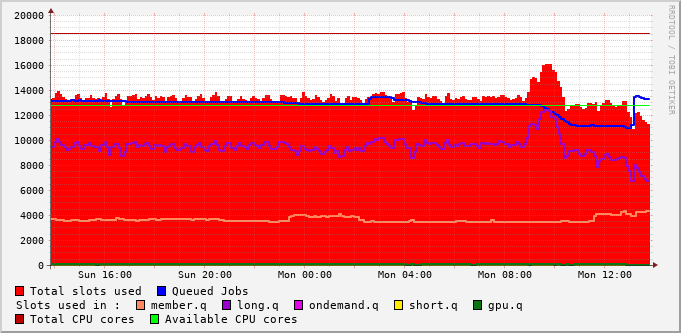 20000
18000
16000
14000
12000
10000
8000
6000
4000
2000
0
Sun 16:00 Sun 20:00 Mon 00:00 Mon 04:00 Mon 08:00 Mon 12:00
RRDTOOL / TOBI OETIKER
Total slots used Queued Jobs
Slots used in : member.q long.q ondemand.q short.q gpu.q
Total CPU cores Available CPU cores